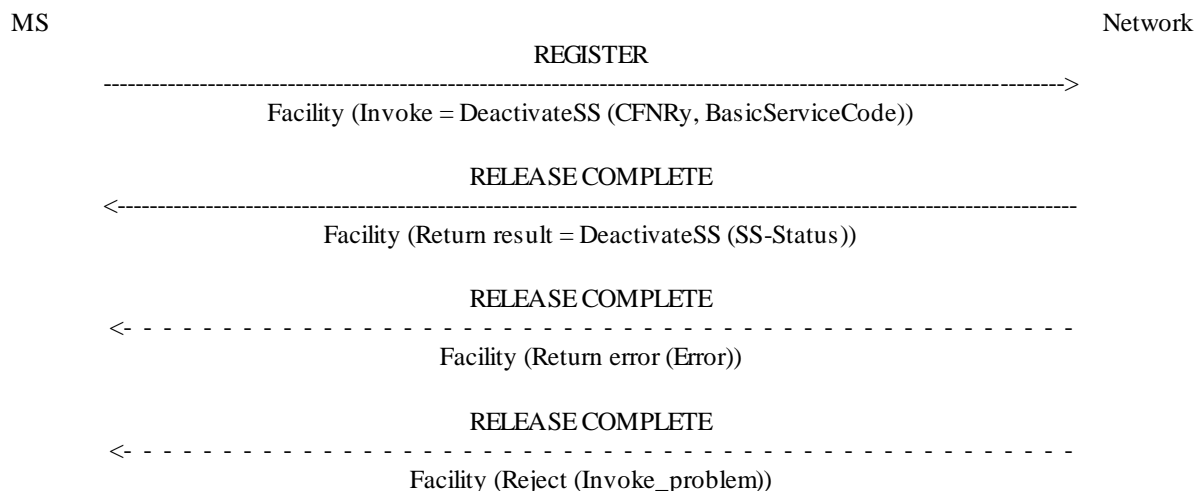 MS Network
REGISTER
------------------------------------------------------------------------------------------------------------------------>
Facility (Invoke = DeactivateSS (CFNRy, BasicServiceCode))
RELEASE COMPLETE
<------------------------------------------------------------------------------------------------------------------------
Facility (Return result = DeactivateSS (SS-Status))
RELEASE COMPLETE
<- - - - - - - - - - - - - - - - - - - - - - - - - - - - - - - - - - - - - - - - - - - - - - - -
Facility (Return error (Error))
RELEASE COMPLETE
<- - - - - - - - - - - - - - - - - - - - - - - - - - - - - - - - - - - - - - - - - - - - - - - -
Facility (Reject (Invoke_problem))